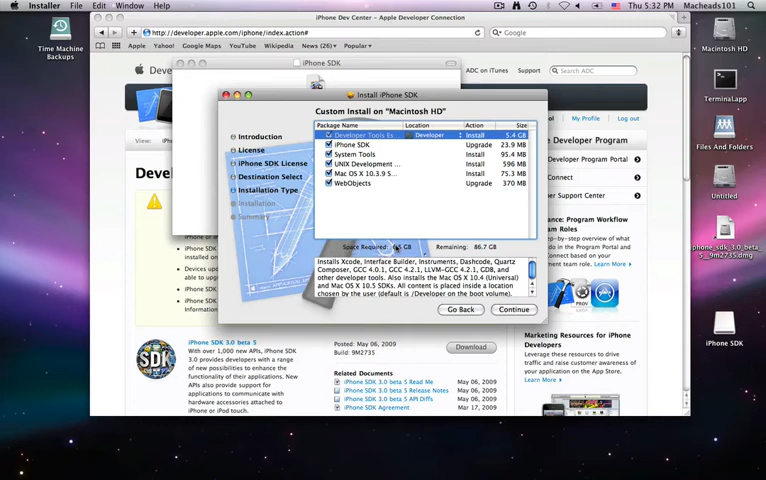 Installer File Edit Window Help
Thu 5:32 PM Macheads101
iPhone Dev Center – Apple Developer Connection
http://developer.apple.com/iphone/index.action#
Google
Apple Yahoo! Google Maps YouTube Wikipedia News (26) Popular
iPhone SDK
ADC on iTunes Support Search ADC
My Profile Log out
View:
Install iPhone SDK
Custom Install on "Macintosh HD"
Package Name Location Action Size
Developer Tools Es Developer Install 5.4 GB
iPhone SDK Upgrade 23.9 MB
System Tools Install 95.4 MB
UNIX Development ... Install 596 MB
Mac OS X 10.3.9 S... Install 75.3 MB
WebObjects Upgrade 370 MB
Introduction
License
iPhone SDK License
Destination Select
Installation Type
Installation
Summary
Space Required: GB Remaining: 86.7 GB
Installs Xcode, Interface Builder, Instruments, Dashcode, Quartz
Composer, GCC 4.0.1, GCC 4.2.1, LLVM-GCC 4.2.1, GDB, and
other developer tools. Also installs the Mac OS X 10.4 (Universal)
and Mac OS X 10.5 SDKs. All content is placed inside a location
chosen by the user (default is /Developer on the boot volume).
Go Back Continue
e Developer Program
Developer Program Portal
Connect
Support Center
iPhone SDK 3.0 beta 5
With over 1,000 new APIs, iPhone
SDK 3.0 provides developers with a
range of new possibilities to enhance
the functionality of their applications.
New APIs also provide support for
applications to communicate with
hardware accessories attached to
iPhone or iPod touch.
SDK
Posted: May 06, 2009
Build: 9M2735
Download
Related Documents
iPhone SDK 3.0 beta 5 Read Me May 06, 2009
iPhone SDK 3.0 beta 5 Release Notes May 06, 2009
iPhone SDK 3.0 beta 5 API Diffs May 06, 2009
iPhone SDK Agreement Mar 17, 2009
Marketing Resources for iPhone
Developers
Leverage these resources to drive
traffic and raise customer awareness
of your application on the App Store.
Learn More
Time Machine
Backups
Macintosh HD
Terminal.app
Files And Folders
Untitled
iphone_sdk_3.0_beta_5__9m2735.dmg
iPhone SDK